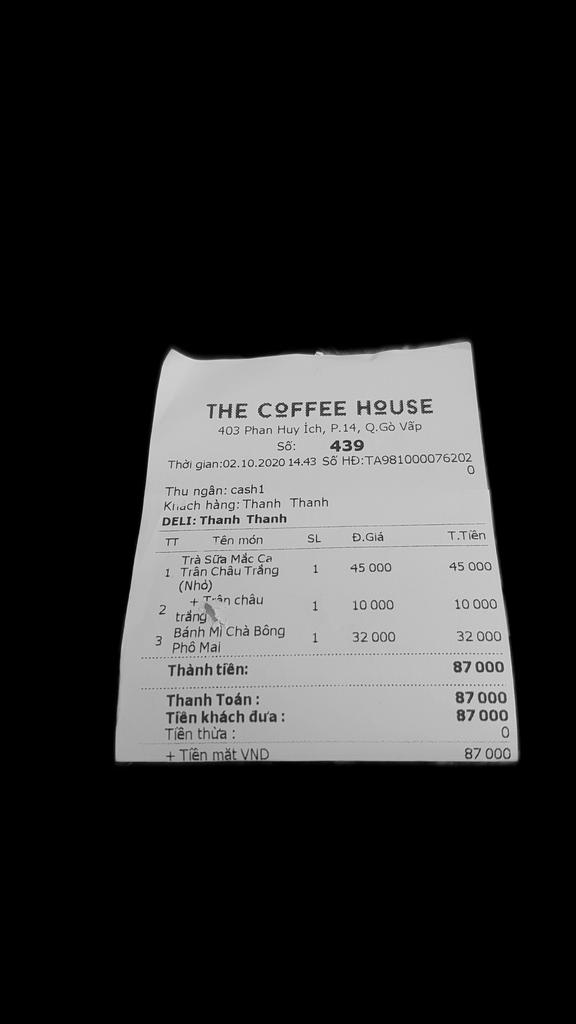 THE COFFEE HOUSE
403 Phan Huy Ích, P.14, Q.Gò Vấp
Số: 439
Thời gian:02.10.2020 14.43 Số HĐ:TA981000076202
0
Thu ngân: cash1
Khách hàng: Thanh Thanh
DELI: Thanh Thanh
TT Tên món SL Đ.Giá T.Tiền
Trà Sữa Mắc Ca
1 Trân Châu Trắng 1 45 000 45 000
(Nhỏ)
2 + Trân châu 1 10 000 10 000
trắng
3 Bánh Mì Chà Bông 1 32 000 32 000
Phô Mai
Thành tiền: 87 000
Thanh Toán : 87 000
Tiền khách đưa : 87 000
Tiền thừa : 0
+ Tiền mặt VND 87 000